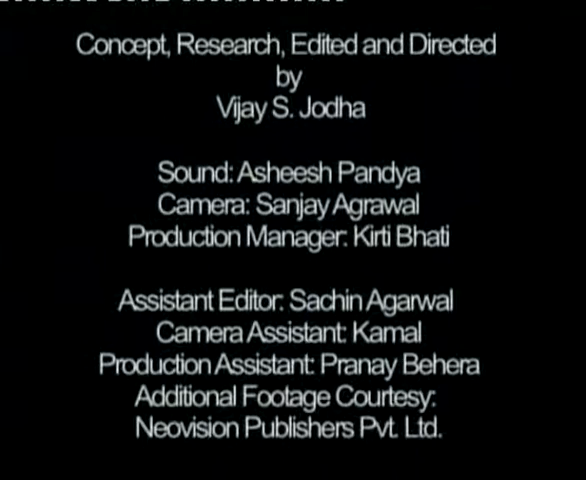 Concept, Research, Edited and Directed
by
Vijay S. Jodha
Sound: Asheesh Pandya
Camera: Sanjay Agrawal
Production Manager: Kirti Bhati
Assistant Editor: Sachin Agarwal
Camera Assistant: Kamal
Production Assistant: Pranay Behera
Additional Footage Courtesy:
Neovision Publishers Pvt. Ltd.